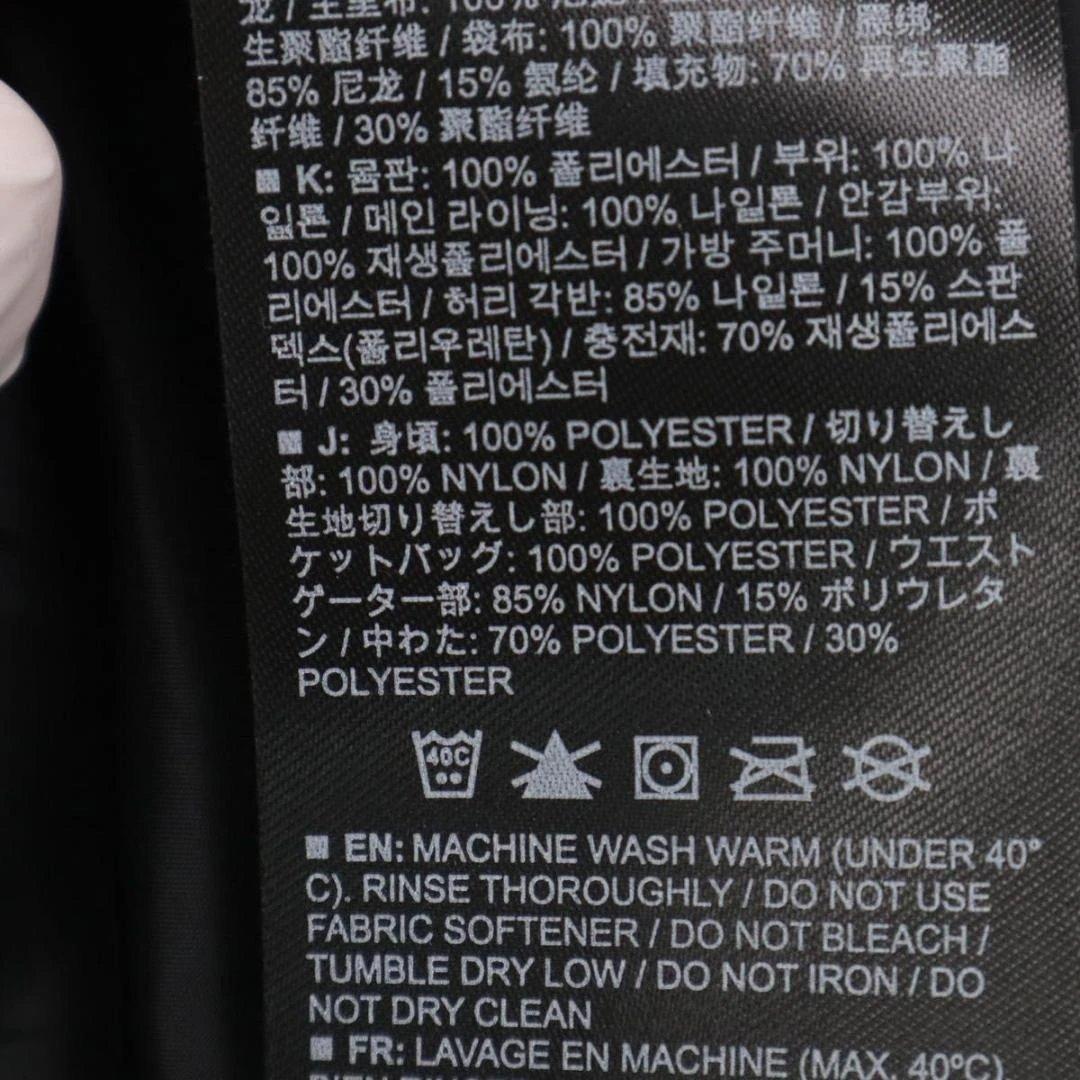 龙 / 主里布: 100% 尼龙
生聚酯纤维 / 袋布: 100% 聚酯纤维 / 腰绑:
85% 尼龙 / 15% 氨纶 / 填充物: 70% 再生聚酯
纤维 / 30% 聚酯纤维
K: 몸판: 100% 폴리에스터 / 부위: 100% 나
일론 / 메인 라이닝: 100% 나일론 / 안감부위:
100% 재생폴리에스터 / 가방 주머니: 100% 폴
리에스터 / 허리 각반: 85% 나일론 / 15% 스판
덱스(폴리우레탄) / 충전재: 70% 재생폴리에스
터 / 30% 폴리에스터
J: 身頃: 100% POLYESTER / 切り替えし
部: 100% NYLON / 裏生地: 100% NYLON / 裏
生地切り替えし部: 100% POLYESTER / ポ
ケットバッグ: 100% POLYESTER / ウエスト
ゲーター部: 85% NYLON / 15% ポリウレタ
ン / 中わた: 70% POLYESTER / 30%
POLYESTER
40C
EN: MACHINE WASH WARM (UNDER 40°
C). RINSE THOROUGHLY / DO NOT USE
FABRIC SOFTENER / DO NOT BLEACH /
TUMBLE DRY LOW / DO NOT IRON / DO
NOT DRY CLEAN
FR: LAVAGE EN MACHINE (MAX. 40ºC)